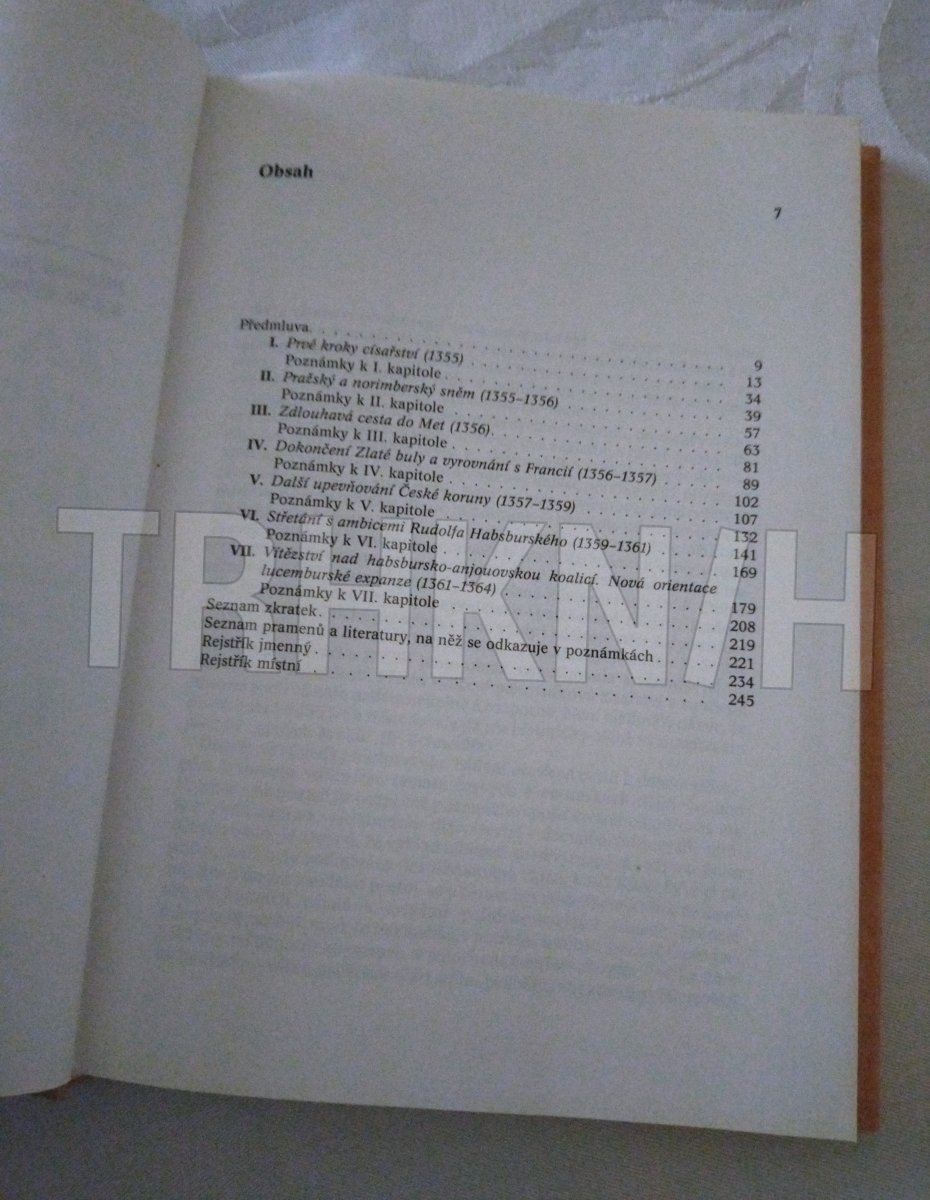 Obsah
7
Předmluva . . . . . . . . . . . . . . . . . . . . 9
I. Prvé kroky císařství (1355) . . . . . . . . . . . . . . 13
Poznámky k I. kapitole . . . . . . . . . . . . . . 34
II. Pražský a norimberský sněm (1355–1356) . . . . . . . . . . 39
Poznámky k II. kapitole . . . . . . . . . . . . . . 57
III. Zdlouhavá cesta do Met (1356) . . . . . . . . . . . . . 63
Poznámky k III. kapitole . . . . . . . . . . . . . . 81
IV. Dokončení Zlaté buly a vyrovnání s Francií (1356–1357) . . . . . 89
Poznámky k IV. kapitole . . . . . . . . . . . . . . 102
V. Další upevňování České koruny (1357–1359) . . . . . . . . . 107
Poznámky k V. kapitole . . . . . . . . . . . . . . 132
VI. Střetání s ambicemi Rudolfa Habsburského (1359–1361) . . . . . 141
Poznámky k VI. kapitole . . . . . . . . . . . . . . 169
VII. Vítězství nad habsbursko-anjouovskou koalicí. Nová orientace
lucemburské expanze (1361–1364) . . . . . . . . . . . 179
Poznámky k VII. kapitole . . . . . . . . . . . . . . 208
Seznam zkratek . . . . . . . . . . . . . . . . . . 219
Seznam pramenů a literatury, na něž se odkazuje v poznámkách . . . . 221
Rejstřík jmenný . . . . . . . . . . . . . . . . . . 234
Rejstřík místní . . . . . . . . . . . . . . . . . . 245